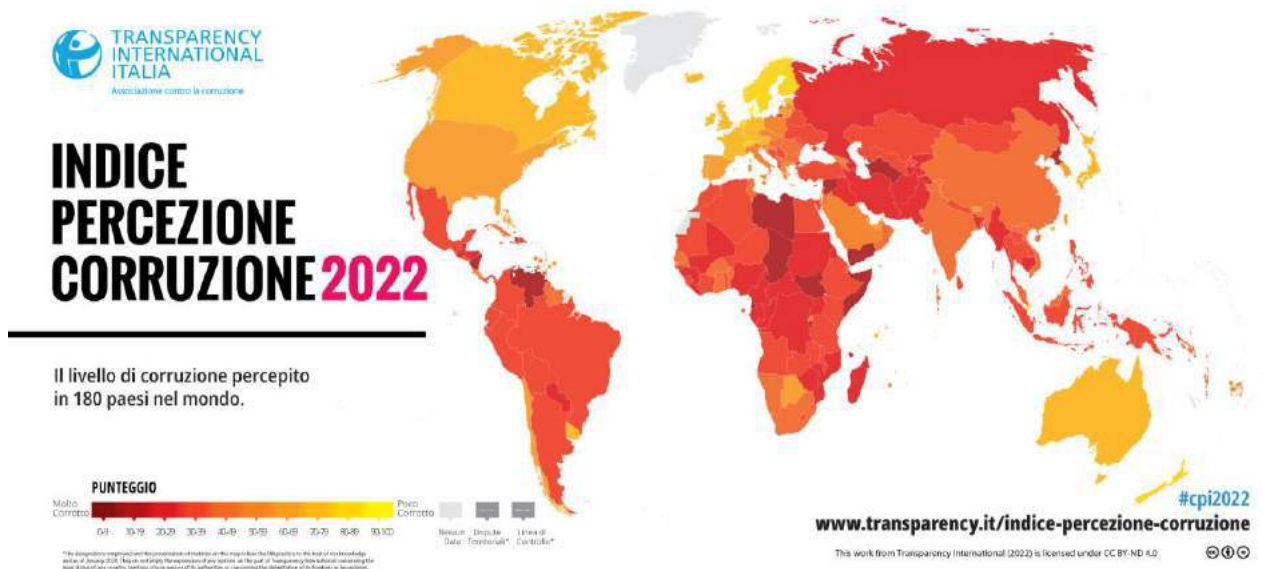 TRANSPARENCY
INTERNATIONAL
ITALIA
Associazione contro la corruzione
INDICE
PERCEZIONE
CORRUZIONE 2022
Il livello di corruzione percepito
in 180 paesi nel mondo.
PUNTEGGIO
Molto
Corrotto
Poco
Corrotto
0-9 10-19 20-29 30-39 40-49 50-59 60-69 70-79 80-89 90-100
Nessun
Dato
Dispute
Territoriali*
Linea di
Controllo*
#cpi2022
www.transparency.it/indice-percezione-corruzione
This work from Transparency International (2022) is licensed under CC BY-ND 4.0